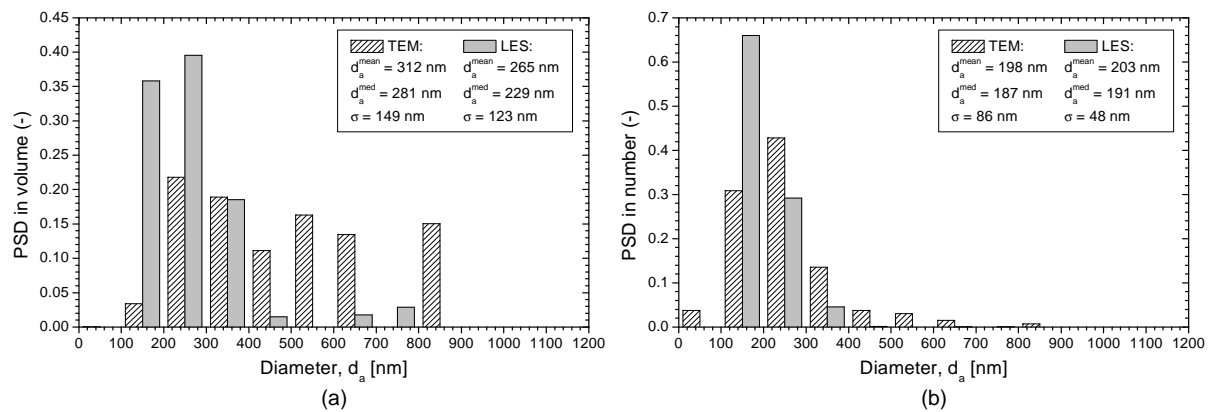 0.45
0.40
0.35
0.30
0.25
0.20
0.15
0.10
0.05
0.00
PSD in volume (-)
TEM: LES:
d_a^mean = 312 nm d_a^mean = 265 nm
d_a^med = 281 nm d_a^med = 229 nm
σ = 149 nm σ = 123 nm
0 100 200 300 400 500 600 700 800 900 1000 1100 1200
Diameter, d_a [nm]
(a)
0.7
0.6
0.5
0.4
0.3
0.2
0.1
0.0
PSD in number (-)
TEM: LES:
d_a^mean = 198 nm d_a^mean = 203 nm
d_a^med = 187 nm d_a^med = 191 nm
σ = 86 nm σ = 48 nm
0 100 200 300 400 500 600 700 800 900 1000 1100 1200
Diameter, d_a [nm]
(b)